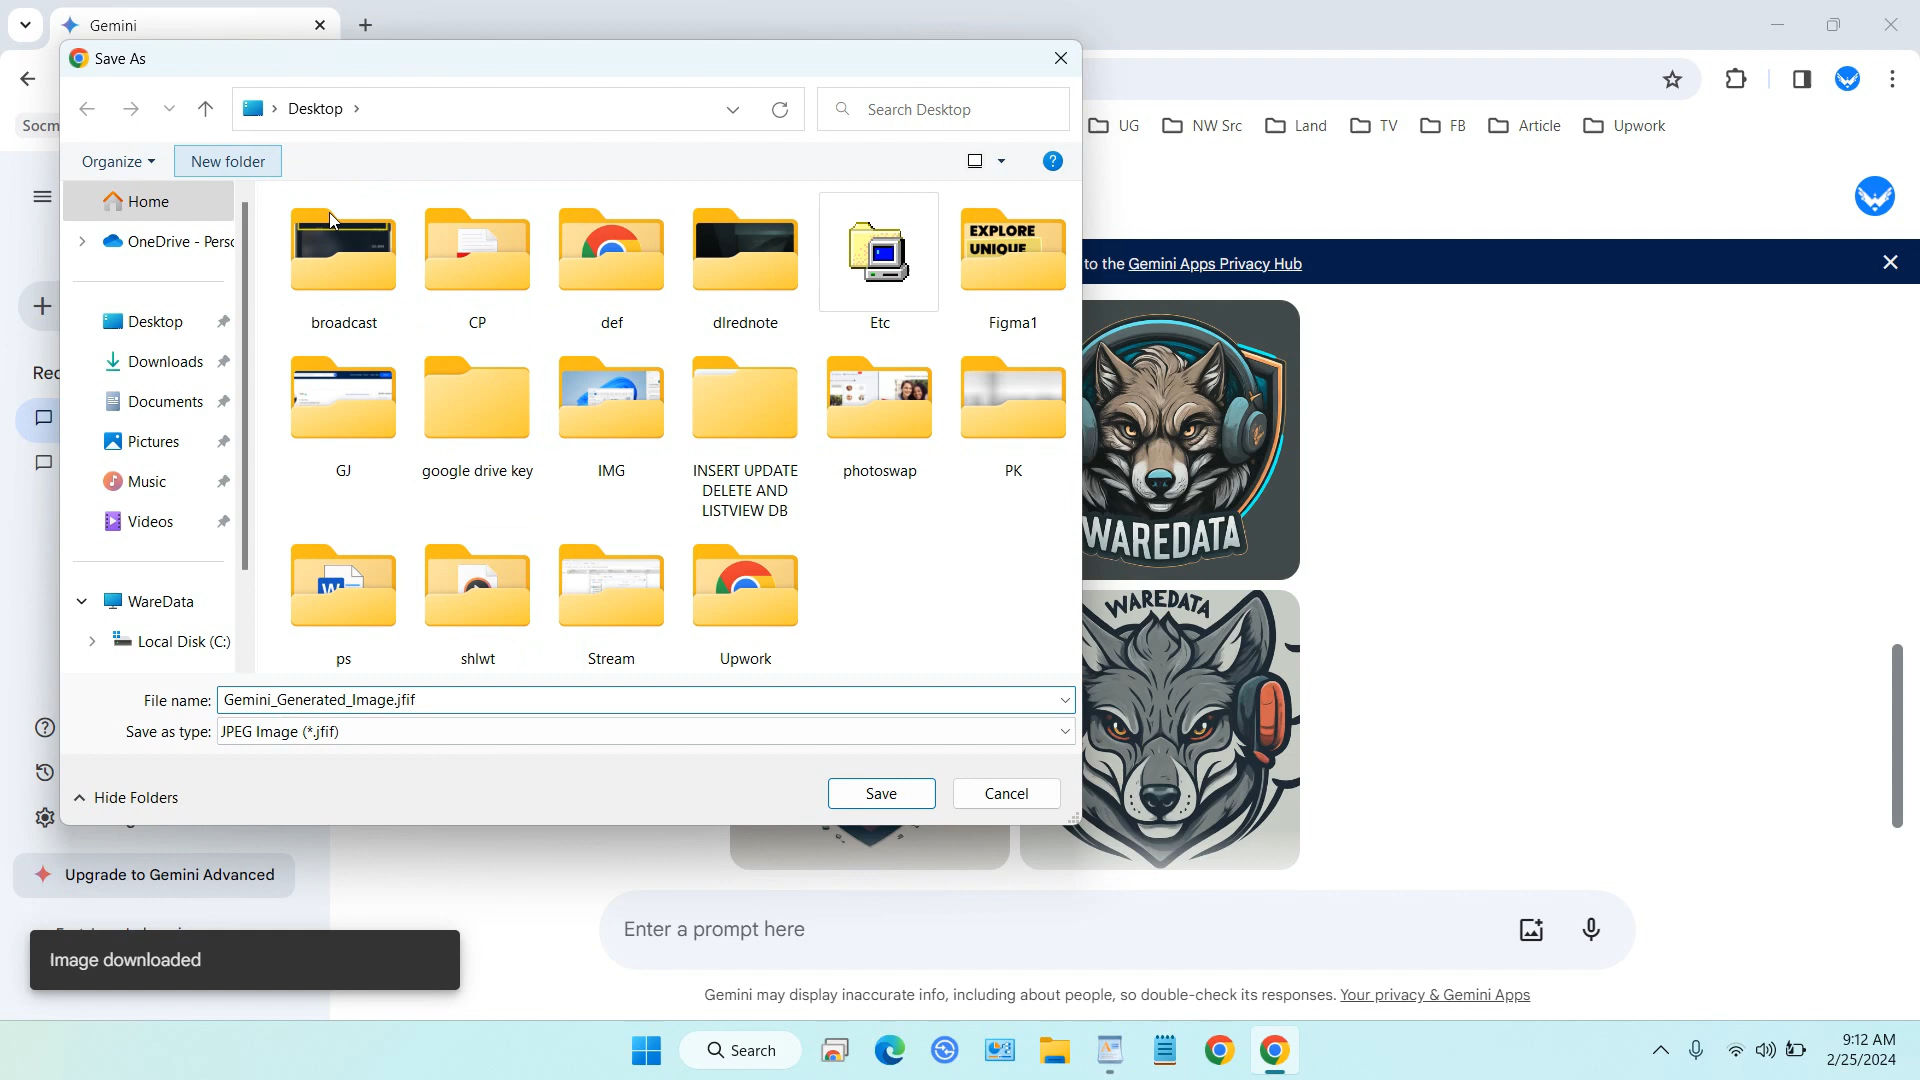 Gemini
Save As
Desktop
Search Desktop
Socm
UG
NW Src
Land
TV
FB
Article
Upwork
Organize
New folder
Home
OneDrive - Perso
Desktop
Downloads
Documents
Pictures
Music
Videos
WareData
Local Disk (C:)
EXPLORE
UNIQUE
broadcast
CP
def
dlrednote
Etc
Figma1
GJ
google drive key
IMG
INSERT UPDATE
DELETE AND
LISTVIEW DB
photoswap
PK
ps
shlwt
Stream
Upwork
File name: Gemini_Generated_Image.jfif
Save as type: JPEG Image (*.jfif)
Hide Folders
Save
Cancel
Rec
to the Gemini Apps Privacy Hub
WAREDATA
WAREDATA
Upgrade to Gemini Advanced
Image downloaded
Enter a prompt here
Gemini may display inaccurate info, including about people, so double-check its responses. Your privacy & Gemini Apps
Search
9:12 AM
2/25/2024